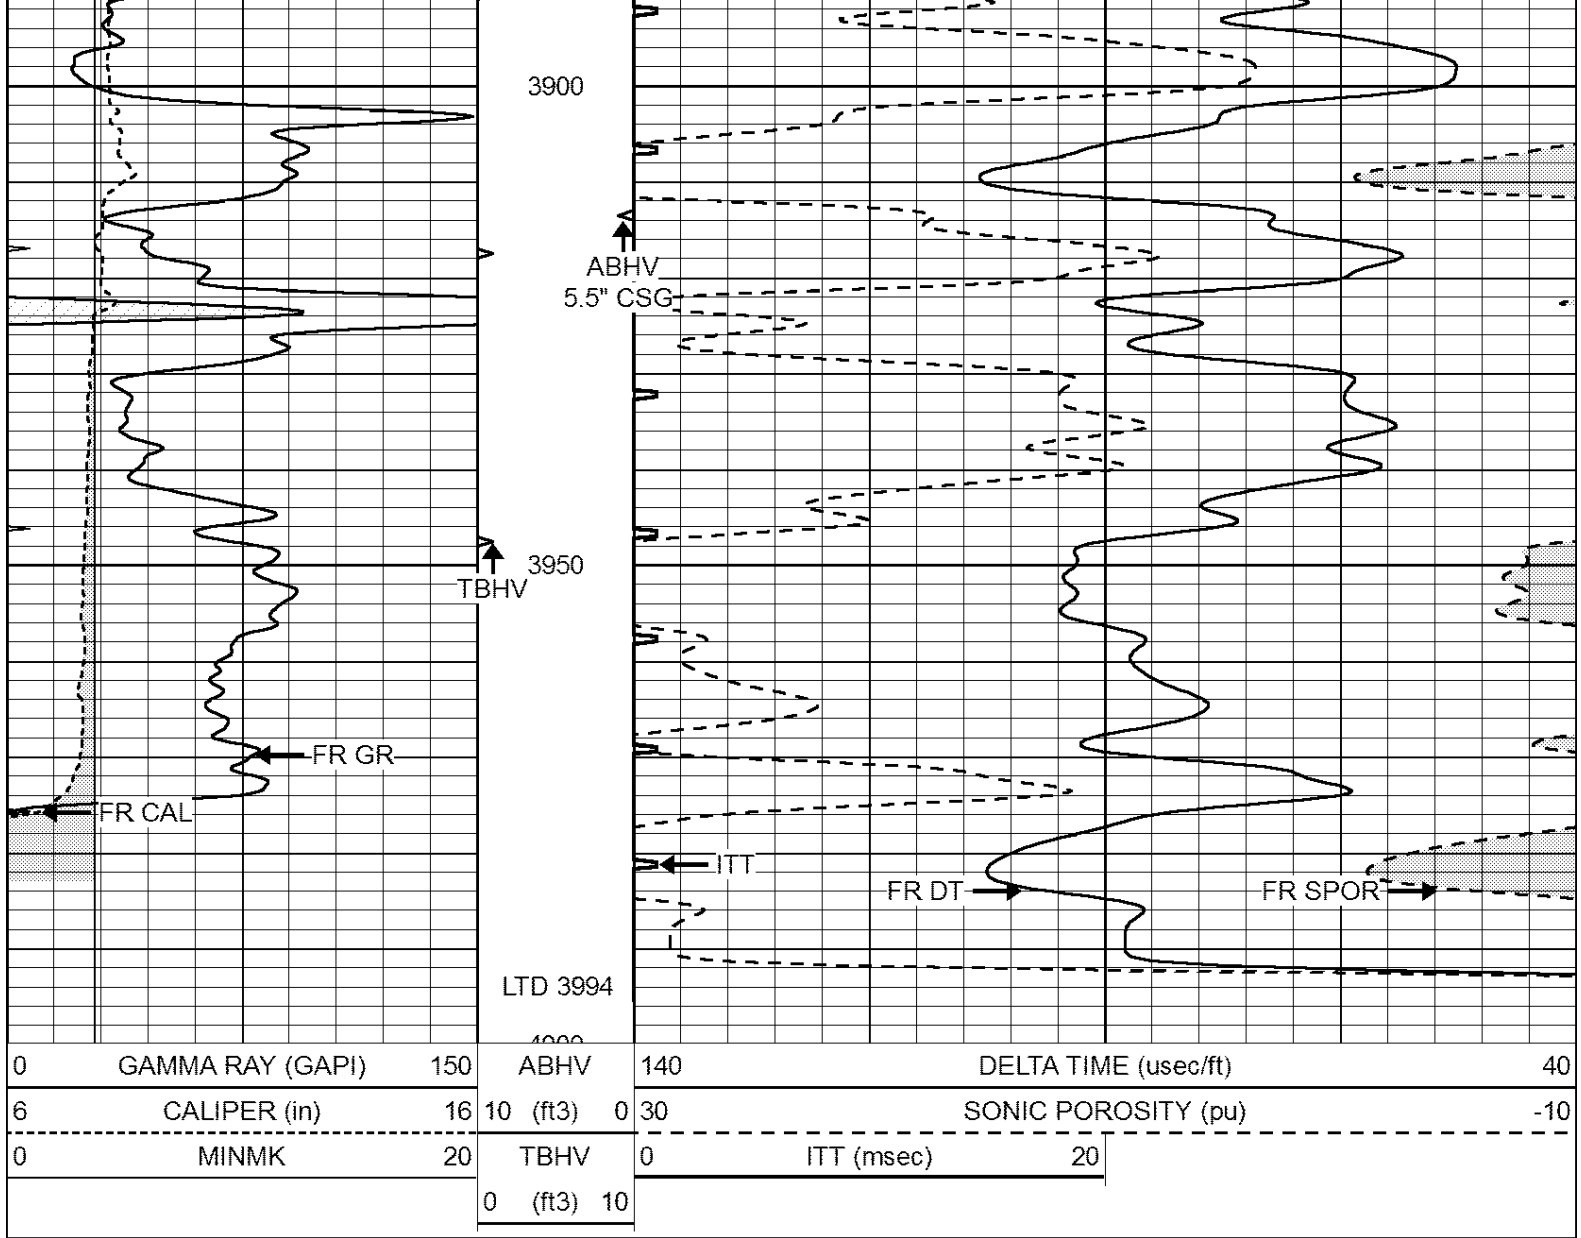 3900
ABHV
5.5" CSG
3950
TBHV
FR GR
FR CAL
ITT
FR DT
FR SPOR
LTD 3994
4000
0 GAMMA RAY (GAPI) 150
ABHV
140 DELTA TIME (usec/ft) 40
6 CALIPER (in) 16
10 (ft3) 0
30 SONIC POROSITY (pu) -10
0 MINMK 20
TBHV
0 ITT (msec) 20
0 (ft3) 10